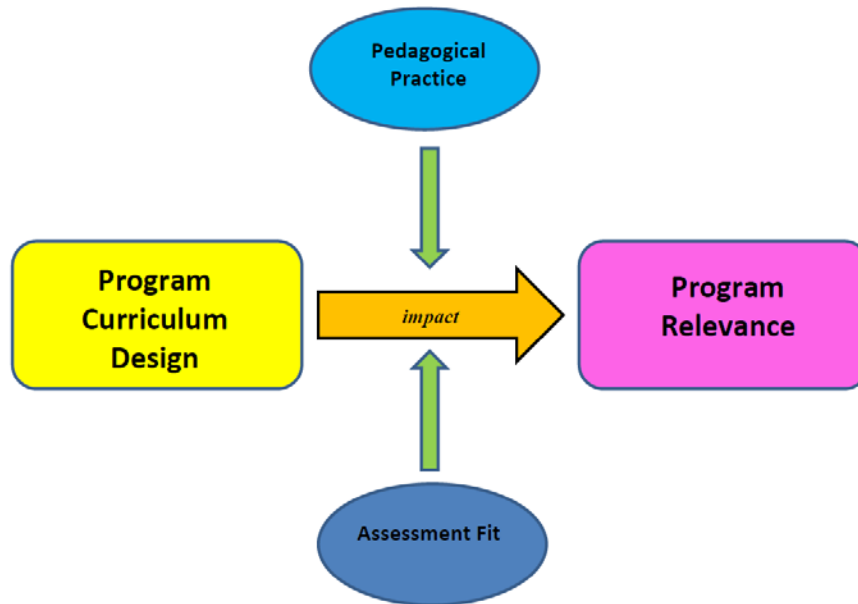 Pedagogical
Practice
Program
Curriculum
Design
impact
Program
Relevance
Assessment Fit